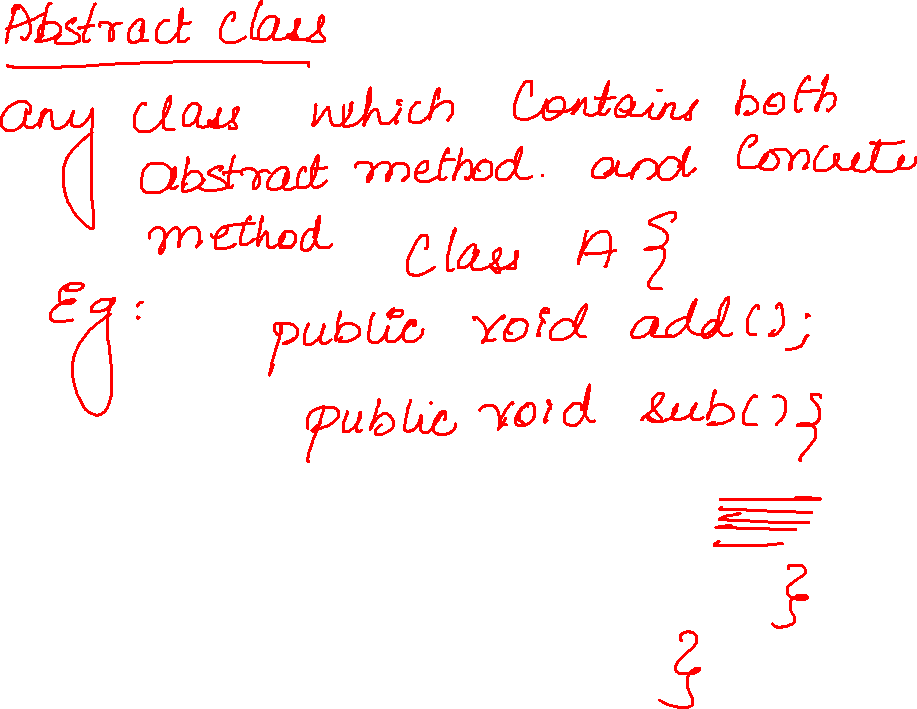 Abstract class
any class which contains both
abstract method. and Concrete
method
class A {
Eg:
public void add();
public void sub(){
}
}